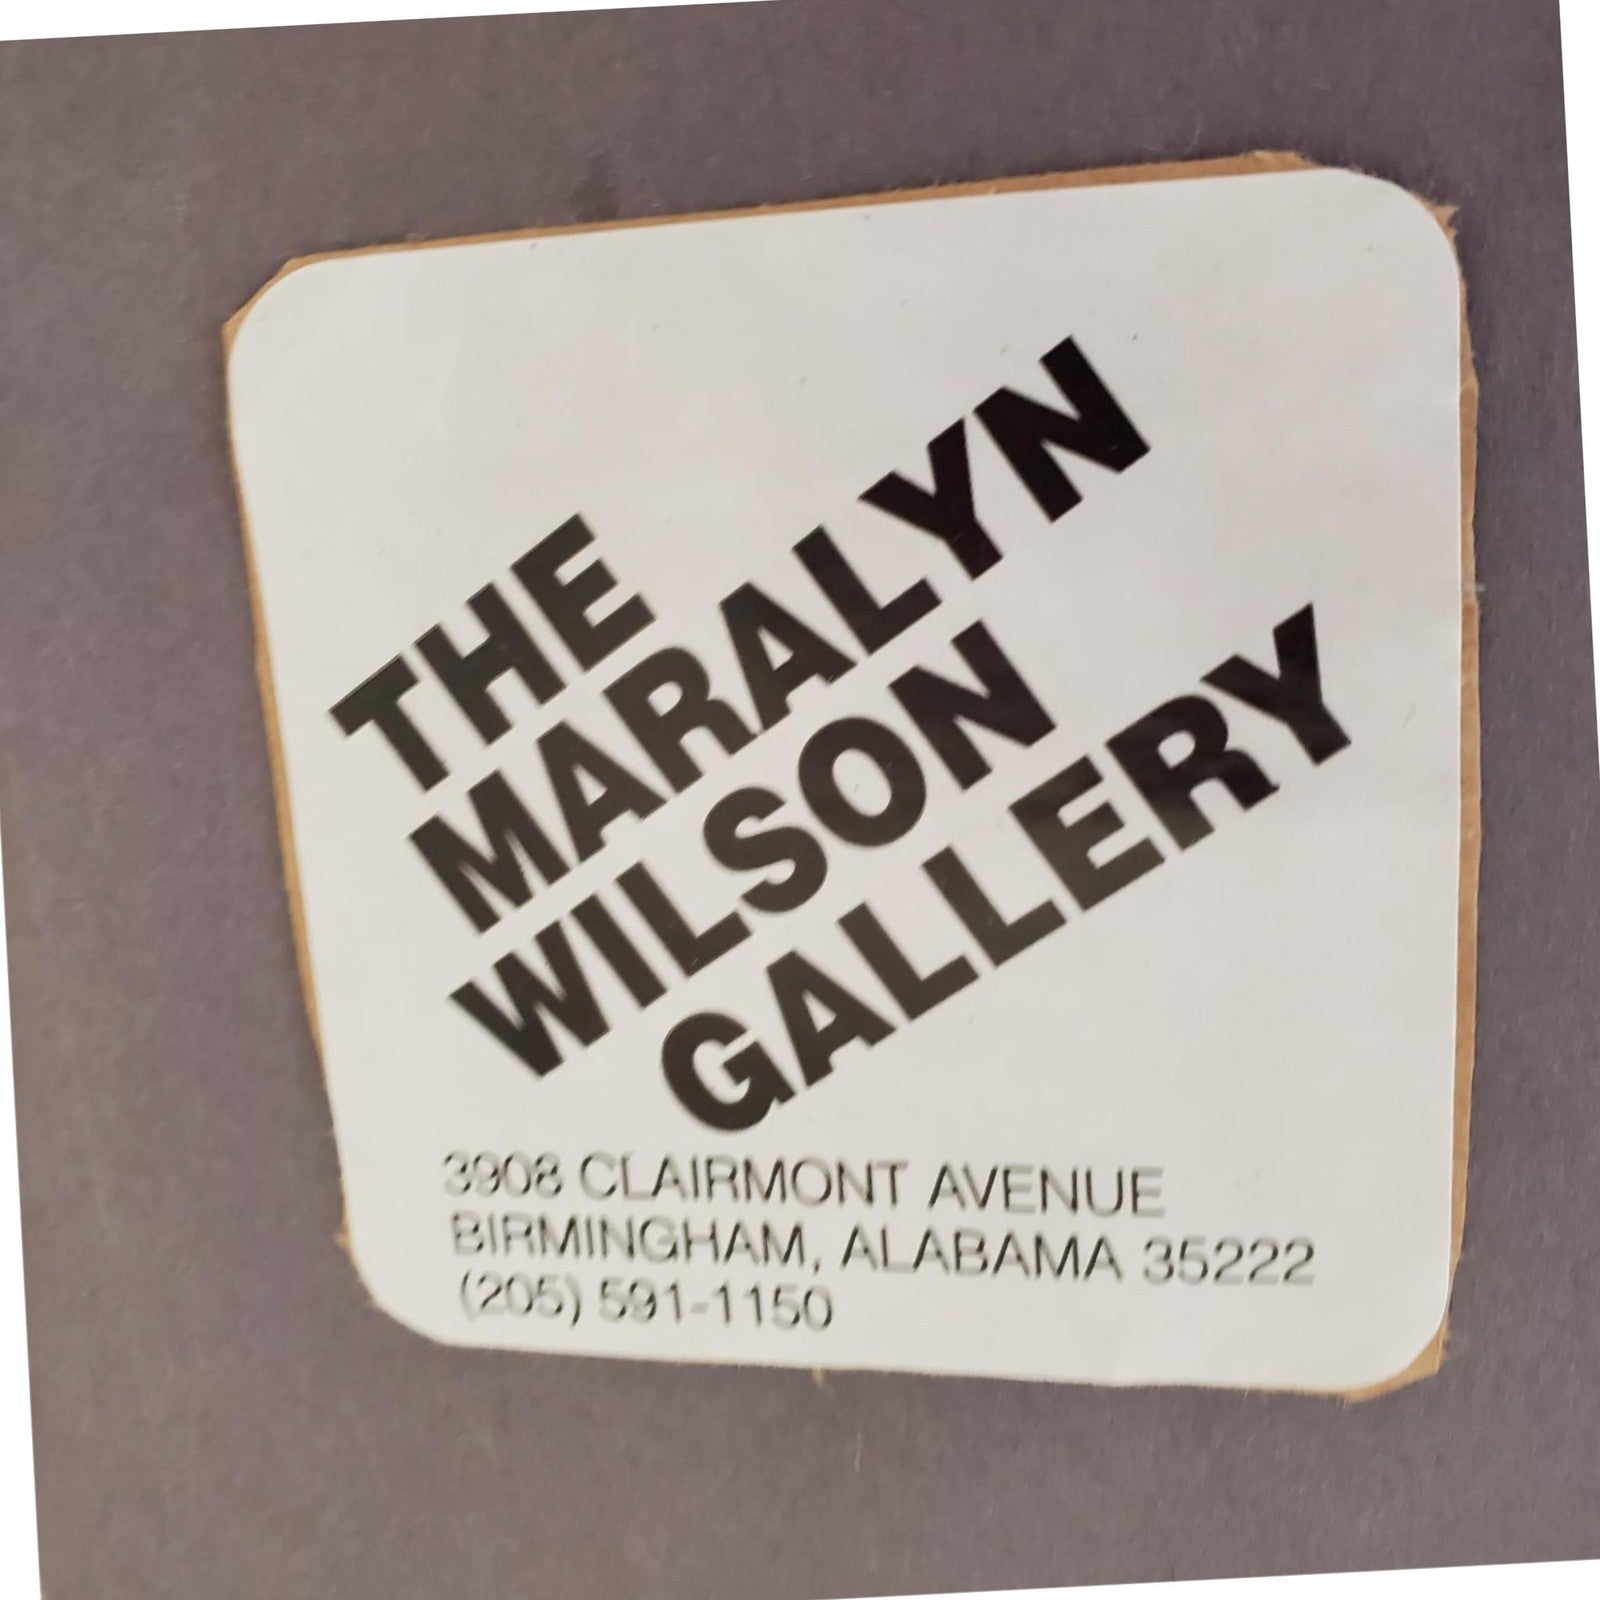 THE
MARALYN
WILSON
GALLERY
3908 CLAIRMONT AVENUE
BIRMINGHAM, ALABAMA 35222
(205) 591-1150